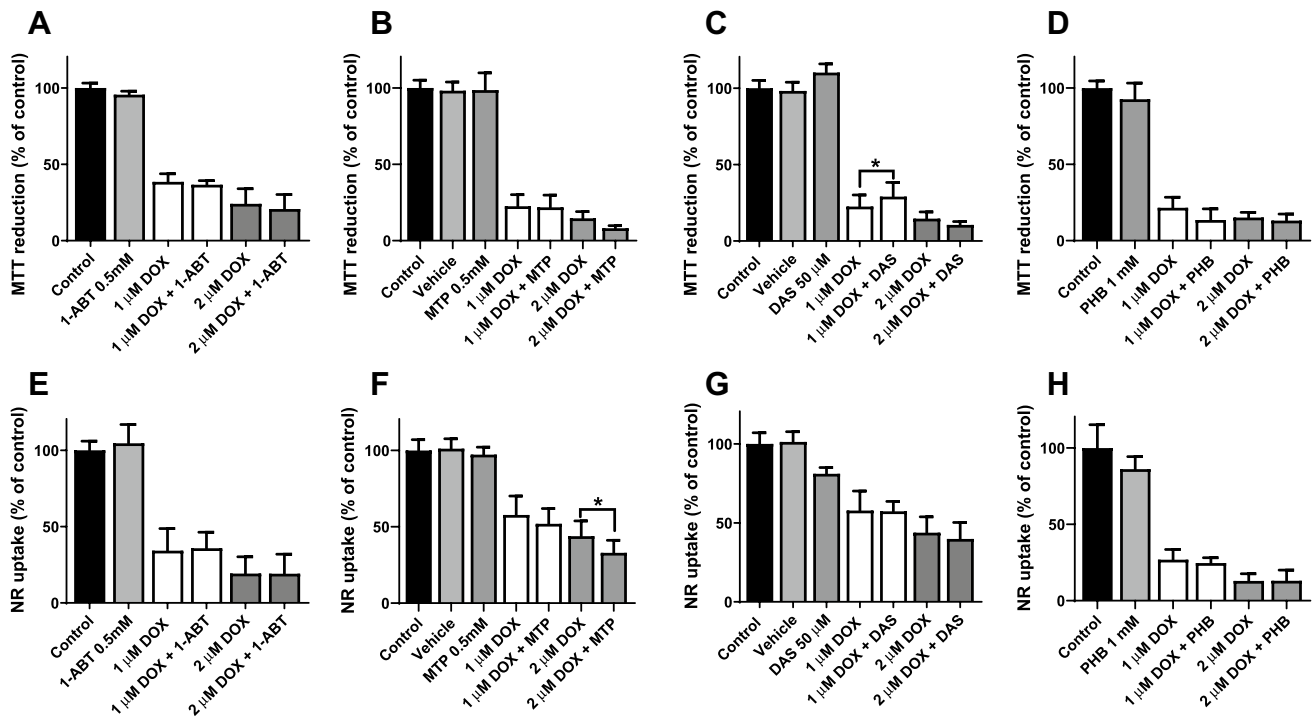 A
MTT reduction (% of control)
100
50
0
Control
1-ABT 0.5mM
1 μM DOX
1 μM DOX + 1-ABT
2 μM DOX
2 μM DOX + 1-ABT
B
MTT reduction (% of control)
100
50
0
Control
Vehicle
MTP 0.5mM
1 μM DOX
1 μM DOX + MTP
2 μM DOX
2 μM DOX + MTP
C
MTT reduction (% of control)
100
50
0
*
Control
Vehicle
DAS 50 μM
1 μM DOX
1 μM DOX + DAS
2 μM DOX
2 μM DOX + DAS
D
MTT reduction (% of control)
100
50
0
Control
PHB 1 mM
1 μM DOX
1 μM DOX + PHB
2 μM DOX
2 μM DOX + PHB
E
NR uptake (% of control)
100
50
0
Control
1-ABT 0.5mM
1 μM DOX
1 μM DOX + 1-ABT
2 μM DOX
2 μM DOX + 1-ABT
F
NR uptake (% of control)
100
50
0
*
Control
Vehicle
MTP 0.5mM
1 μM DOX
1 μM DOX + MTP
2 μM DOX
2 μM DOX + MTP
G
NR uptake (% of control)
100
50
0
Control
Vehicle
DAS 50 μM
1 μM DOX
1 μM DOX + DAS
2 μM DOX
2 μM DOX + DAS
H
NR uptake (% of control)
100
50
0
Control
PHB 1 mM
1 μM DOX
1 μM DOX + PHB
2 μM DOX
2 μM DOX + PHB